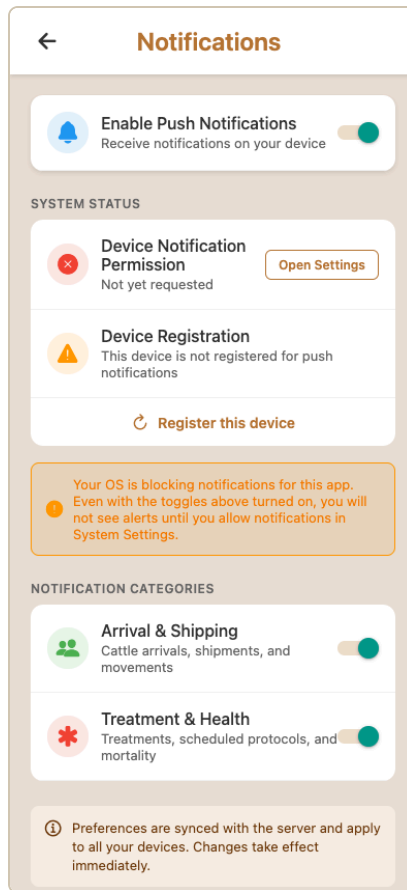 Notifications
Enable Push Notifications
Receive notifications on your device
SYSTEM STATUS
Device Notification
Permission
Not yet requested
Open Settings
Device Registration
This device is not registered for push
notifications
Register this device
Your OS is blocking notifications for this app.
Even with the toggles above turned on, you will
not see alerts until you allow notifications in
System Settings.
NOTIFICATION CATEGORIES
Arrival & Shipping
Cattle arrivals, shipments, and
movements
Treatment & Health
Treatments, scheduled protocols, and
mortality
Preferences are synced with the server and apply
to all your devices. Changes take effect
immediately.